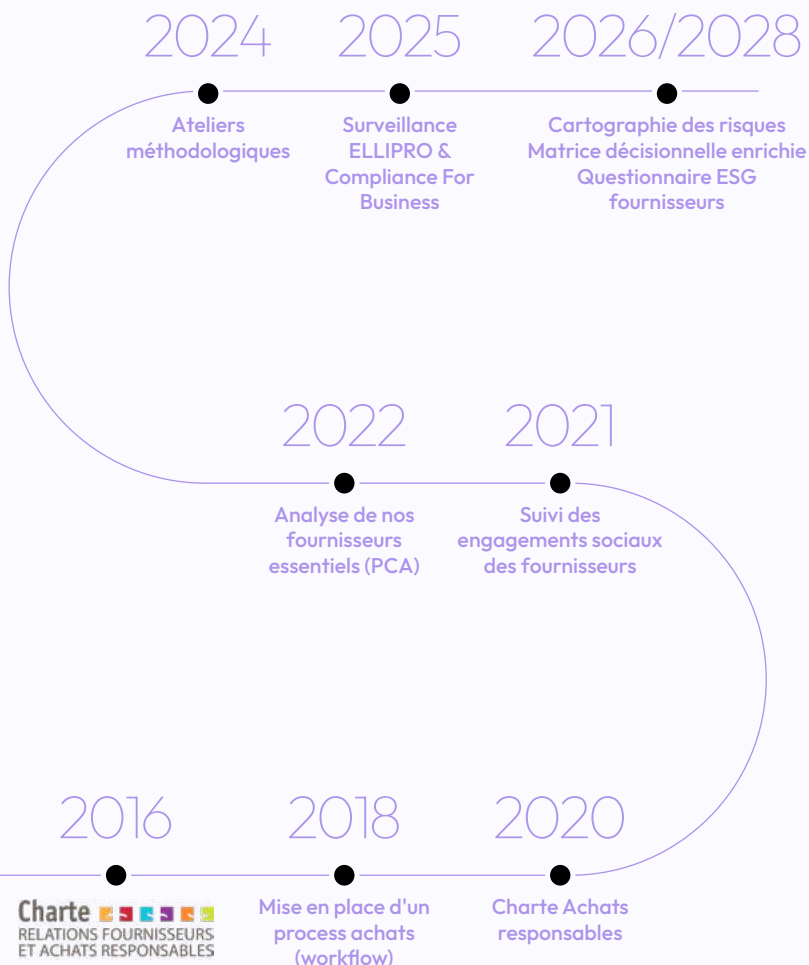 2024
Ateliers
méthodologiques
2025
Surveillance
ELLIPRO &
Compliance For
Business
2026/2028
Cartographie des risques
Matrice décisionnelle enrichie
Questionnaire ESG
fournisseurs
2022
Analyse de nos
fournisseurs
essentiels (PCA)
2021
Suivi des
engagements sociaux
des fournisseurs
2016
Charte
RELATIONS FOURNISSEURS
ET ACHATS RESPONSABLES
2018
Mise en place d'un
process achats
(workflow)
2020
Charte Achats
responsables